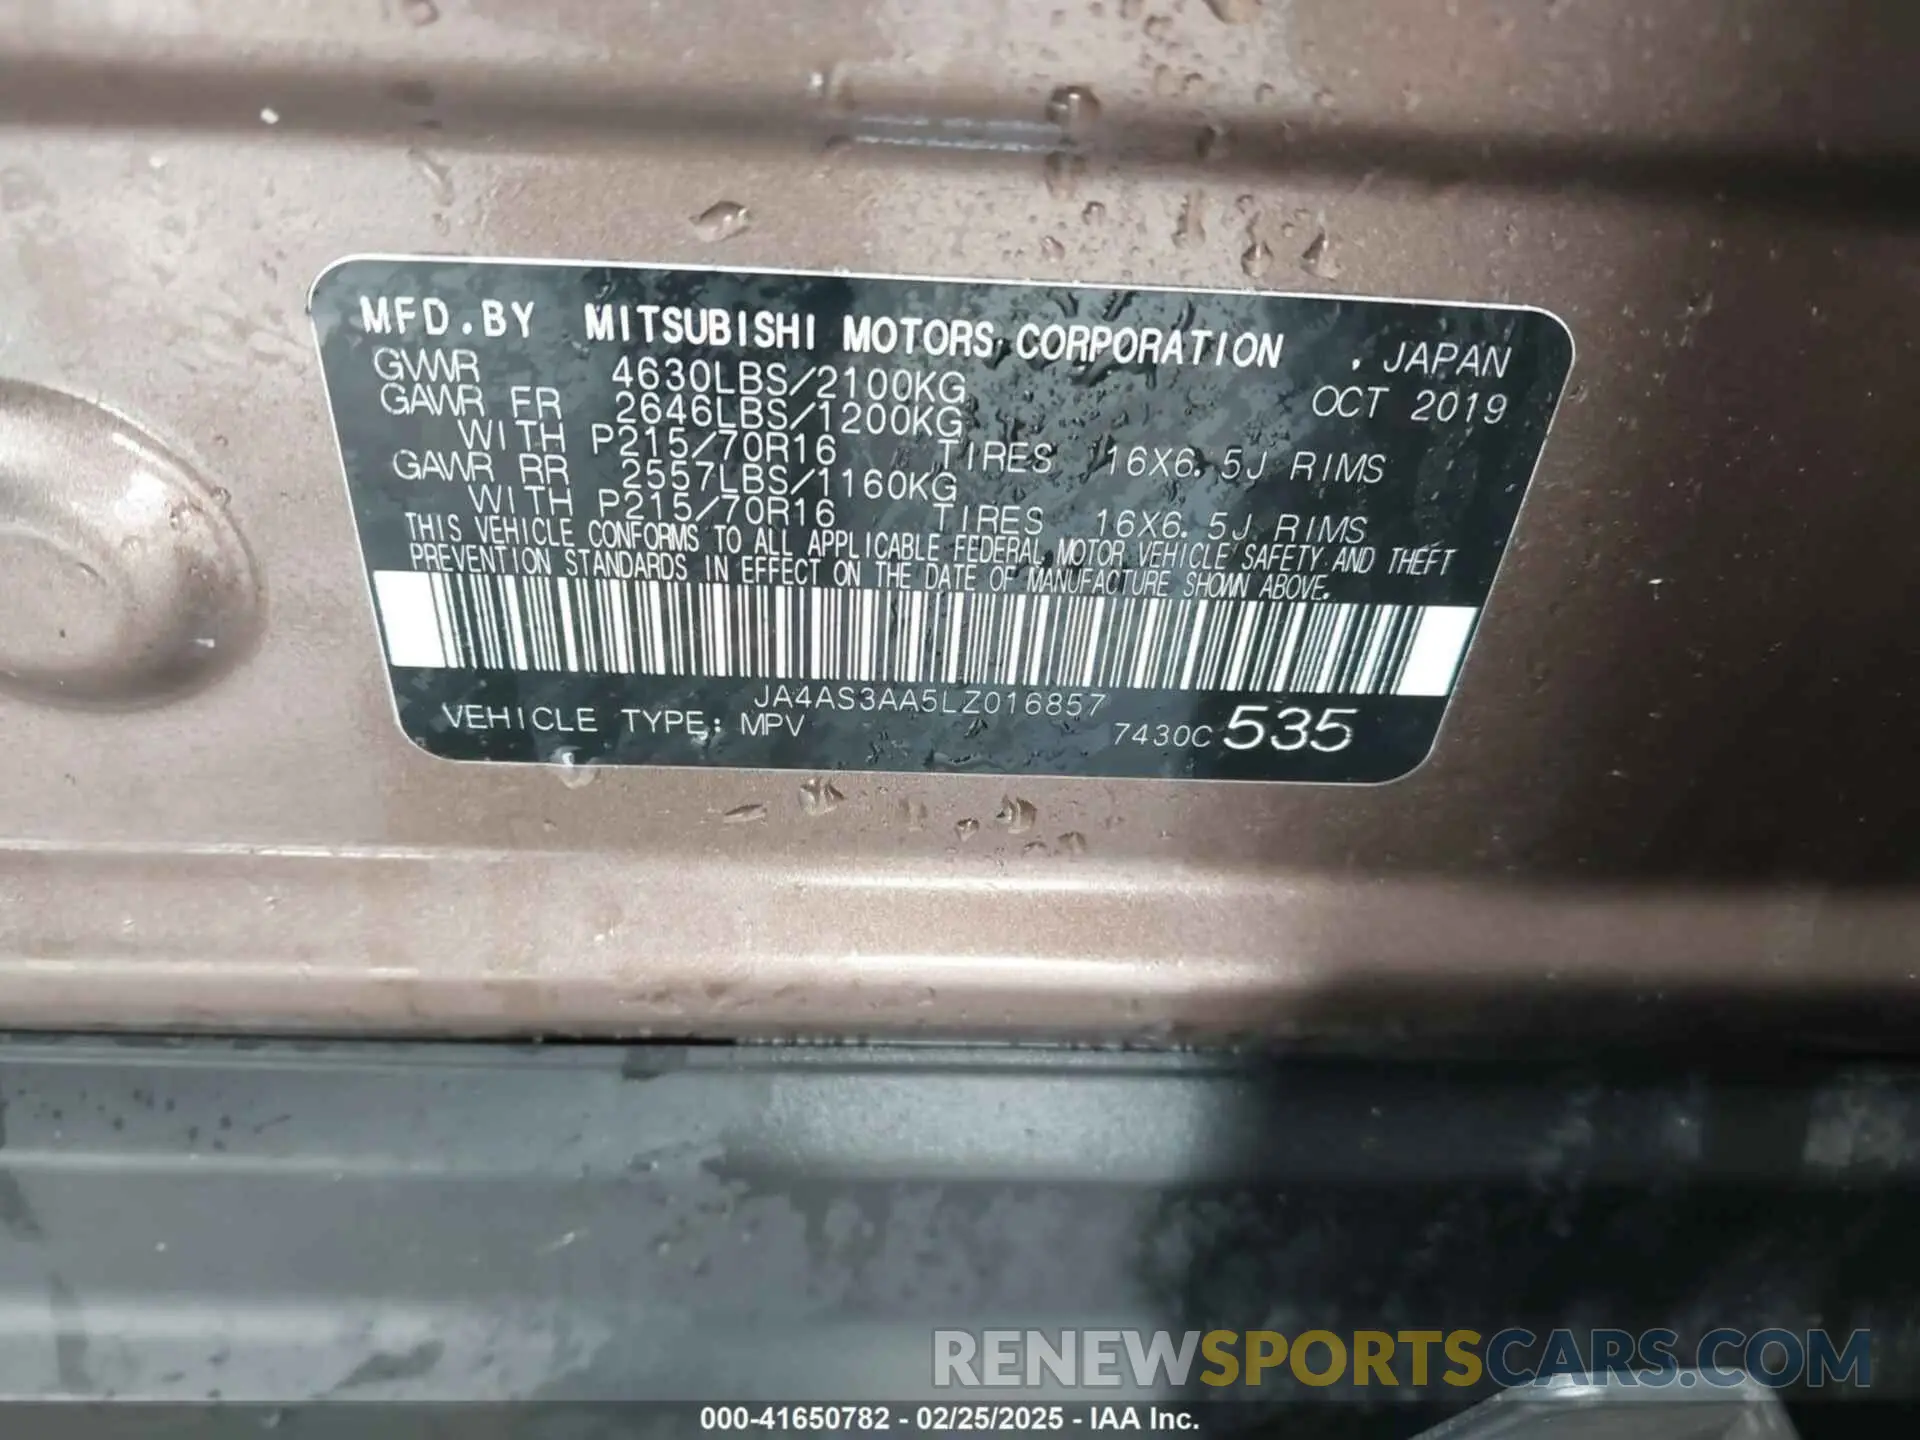 MFD.BY MITSUBISHI MOTORS CORPORATION , JAPAN
GVWR 4630LBS/2100KG OCT 2019
GAWR FR 2646LBS/1200KG
WITH P215/70R16 TIRES 16X6.5J RIMS
GAWR RR 2557LBS/1160KG
WITH P215/70R16 TIRES 16X6.5J RIMS
THIS VEHICLE CONFORMS TO ALL APPLICABLE FEDERAL MOTOR VEHICLE SAFETY AND THEFT
PREVENTION STANDARDS IN EFFECT ON THE DATE OF MANUFACTURE SHOWN ABOVE.
JA4AS3AA5LZ016857
VEHICLE TYPE: MPV 7430C 535
RENEWSPORTSCARS.COM
000-41650782 - 02/25/2025 - IAA Inc.